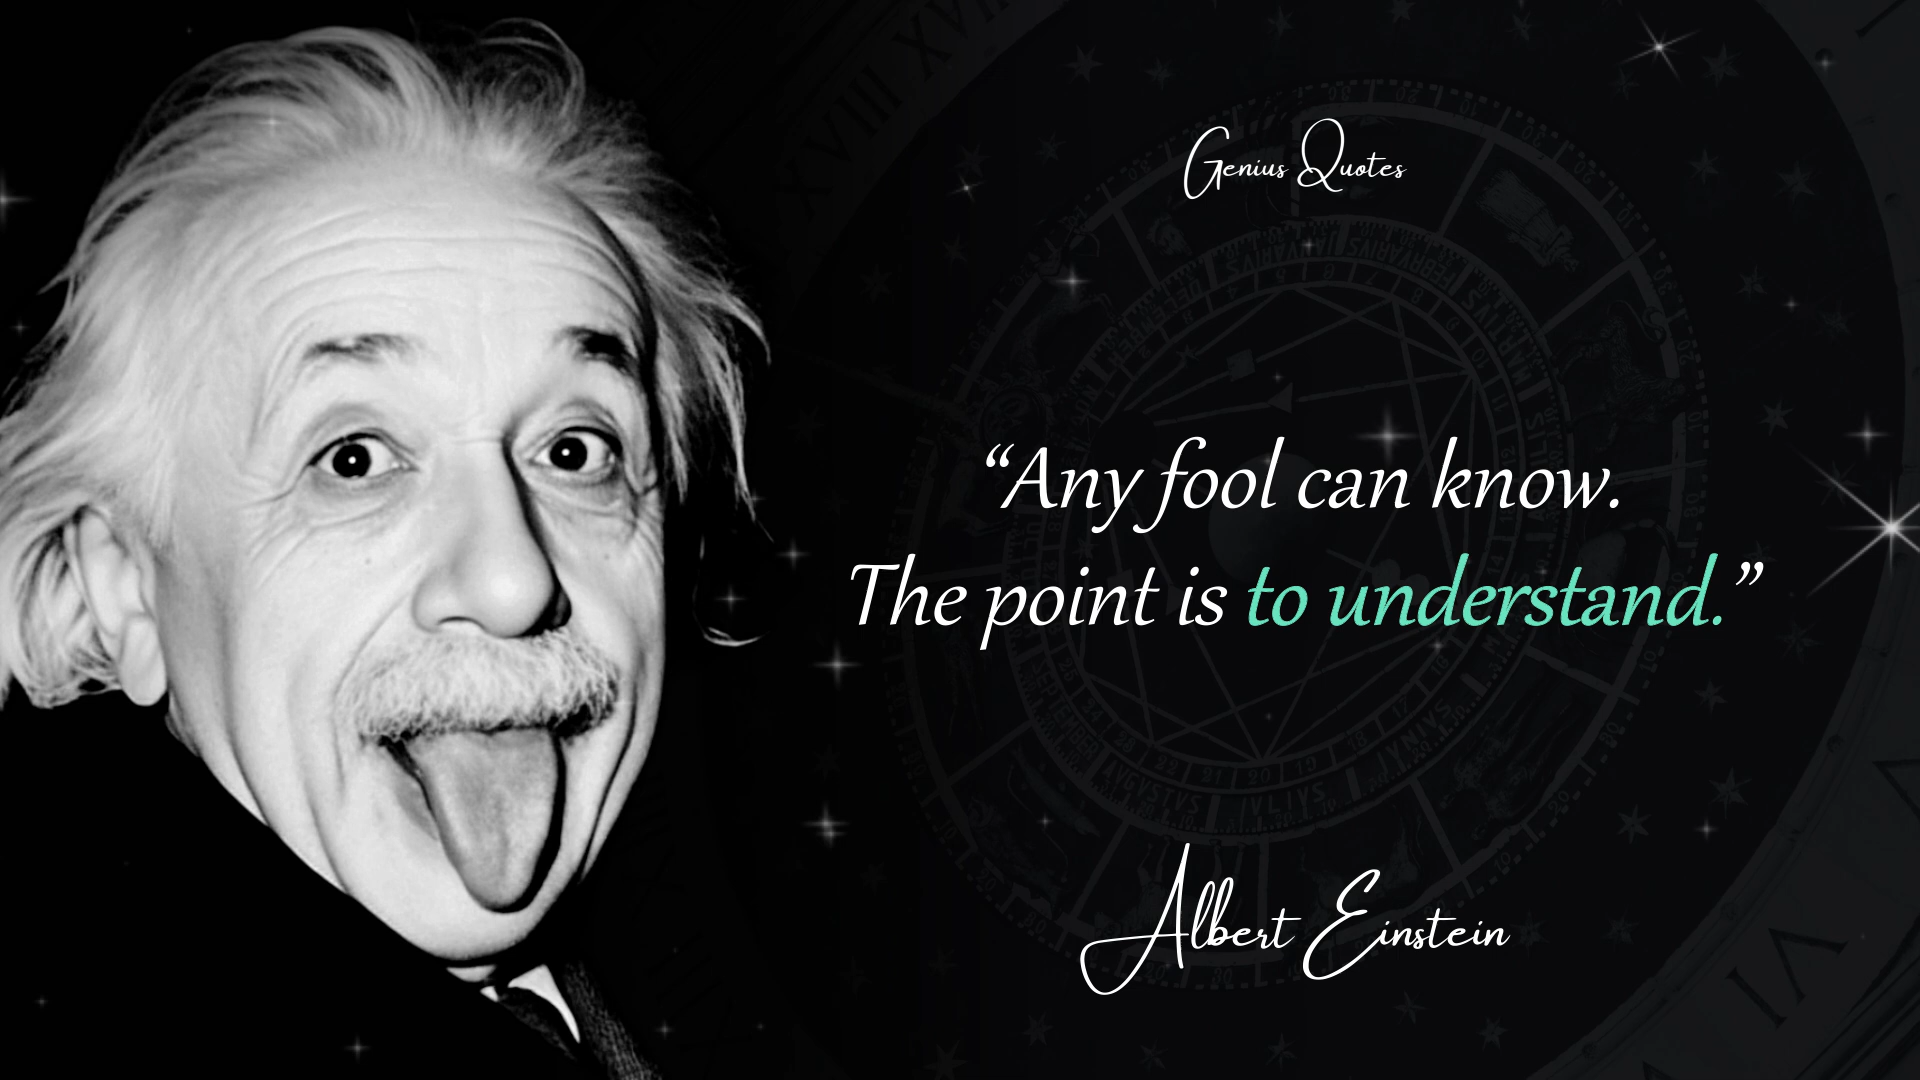 Genius Quotes
“Any fool can know.
The point is to understand.”
Albert Einstein